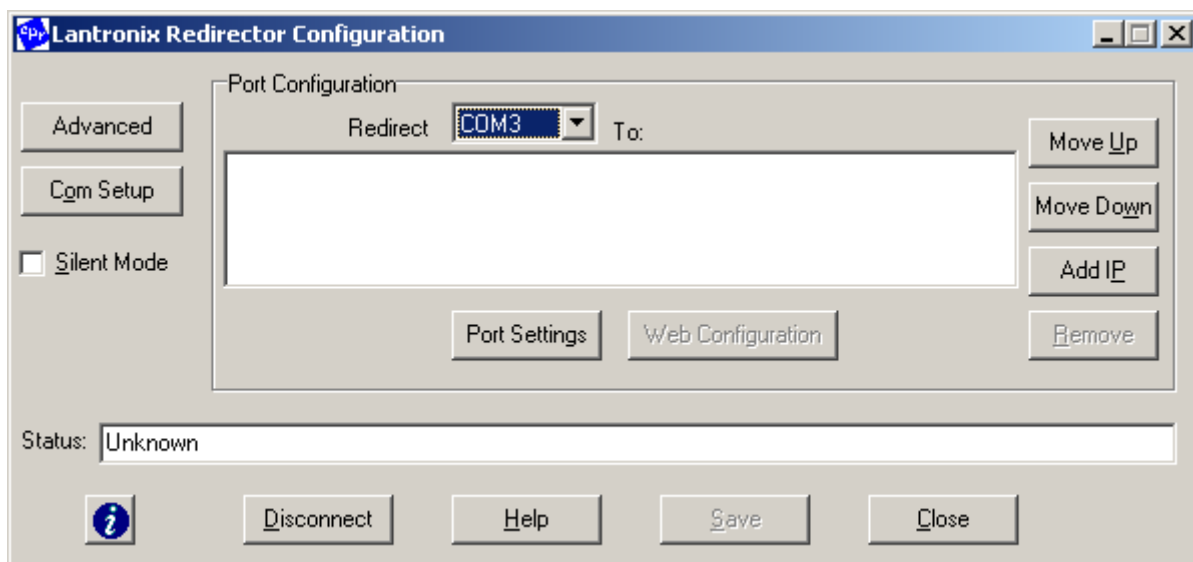 Lantronix Redirector Configuration
Port Configuration
Advanced
Redirect COM3 To:
Move Up
Com Setup
Move Down
Silent Mode
Add IP
Port Settings
Web Configuration
Remove
Status: Unknown
Disconnect
Help
Save
Close